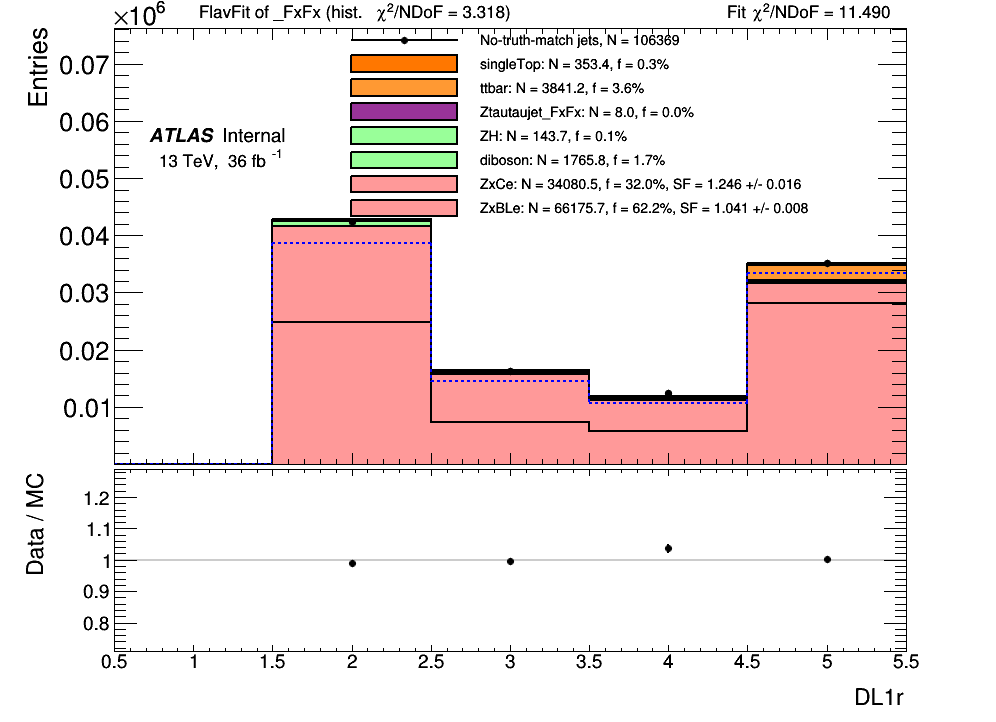 ×10⁶ FlavFit of _FxFx (hist. χ²/NDoF = 3.318) Fit χ²/NDoF = 11.490
Entries
No-truth-match jets, N = 106369
singleTop: N = 353.4, f = 0.3%
ttbar: N = 3841.2, f = 3.6%
Ztautaujet_FxFx: N = 8.0, f = 0.0%
ZH: N = 143.7, f = 0.1%
diboson: N = 1765.8, f = 1.7%
ZxCe: N = 34080.5, f = 32.0%, SF = 1.246 +/- 0.016
ZxBLe: N = 66175.7, f = 62.2%, SF = 1.041 +/- 0.008
ATLAS Internal
13 TeV, 36 fb⁻¹
0.07
0.06
0.05
0.04
0.03
0.02
0.01
Data / MC
1.2
1.1
1
0.9
0.8
0.5 1 1.5 2 2.5 3 3.5 4 4.5 5 5.5
DL1r